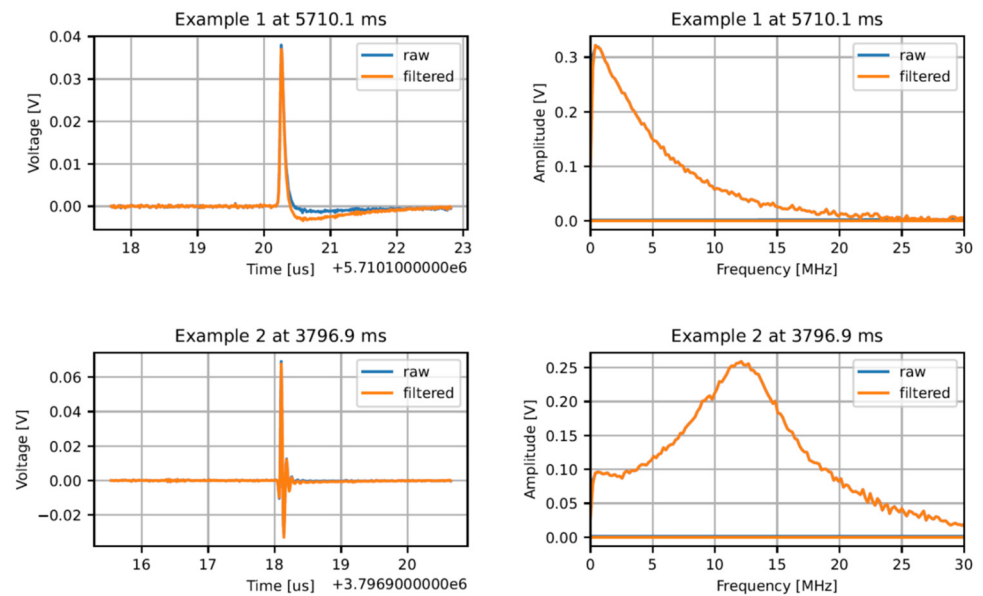 Example 1 at 5710.1 ms
0.04
0.03
0.02
0.01
0.00
Voltage [V]
raw
filtered
18 19 20 21 22 23
Time [us] +5.7101000000e6
Example 1 at 5710.1 ms
0.3
0.2
0.1
0.0
Amplitude [V]
raw
filtered
0 5 10 15 20 25 30
Frequency [MHz]
Example 2 at 3796.9 ms
0.06
0.04
0.02
0.00
−0.02
Voltage [V]
raw
filtered
16 17 18 19 20
Time [us] +3.7969000000e6
Example 2 at 3796.9 ms
0.25
0.20
0.15
0.10
0.05
0.00
Amplitude [V]
raw
filtered
0 5 10 15 20 25 30
Frequency [MHz]